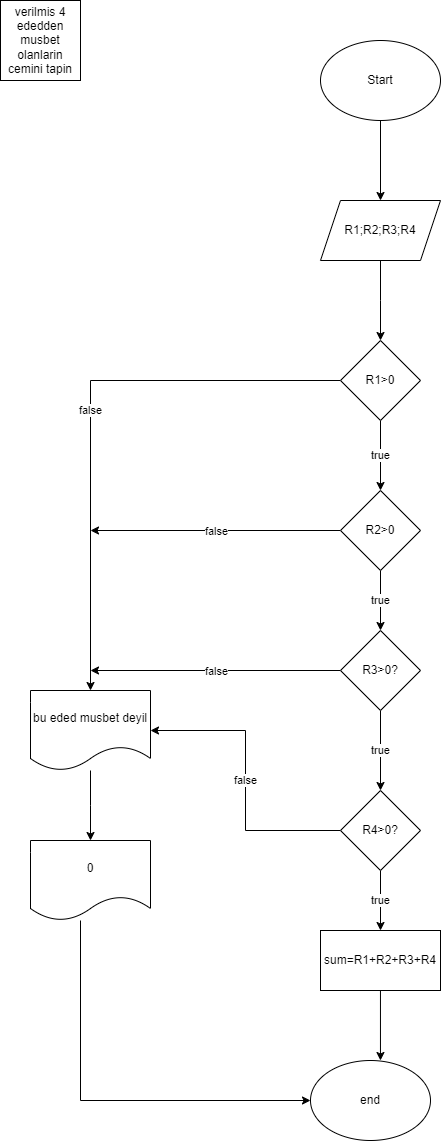 verilmis 4
ededden
musbet
olanlarin
cemini tapin
Start
R1;R2;R3;R4
R1>0
false
true
R2>0
false
true
R3>0?
false
true
bu eded musbet deyil
false
R4>0?
true
0
sum=R1+R2+R3+R4
end